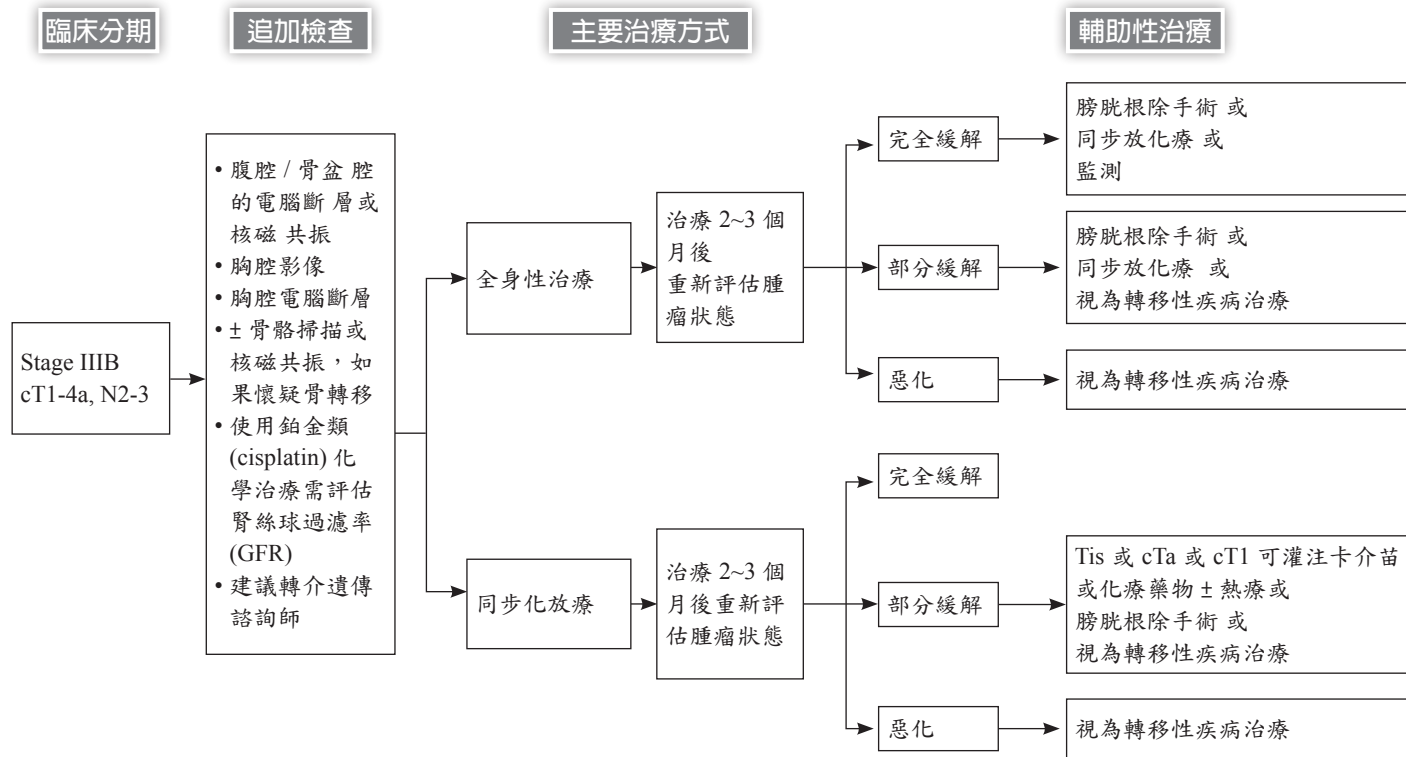 臨床分期
追加檢查
主要治療方式
輔助性治療
Stage IIIB
cT1-4a, N2-3
• 腹腔 / 骨盆 腔
的電腦斷 層或
核磁 共振
• 胸腔影像
• 胸腔電腦斷層
• ± 骨骼掃描或
核磁共振，如
果懷疑骨轉移
• 使用鉑金類
(cisplatin) 化
學治療需評估
腎絲球過濾率
(GFR)
• 建議轉介遺傳
諮詢師
全身性治療
治療 2~3 個
月後
重新評估腫
瘤狀態
完全緩解
膀胱根除手術 或
同步放化療 或
監測
部分緩解
膀胱根除手術 或
同步放化療 或
視為轉移性疾病治療
惡化
視為轉移性疾病治療
同步化放療
治療 2~3 個
月後重新評
估腫瘤狀態
完全緩解
部分緩解
Tis 或 cTa 或 cT1 可灌注卡介苗
或化療藥物 ± 熱療或
膀胱根除手術 或
視為轉移性疾病治療
惡化
視為轉移性疾病治療